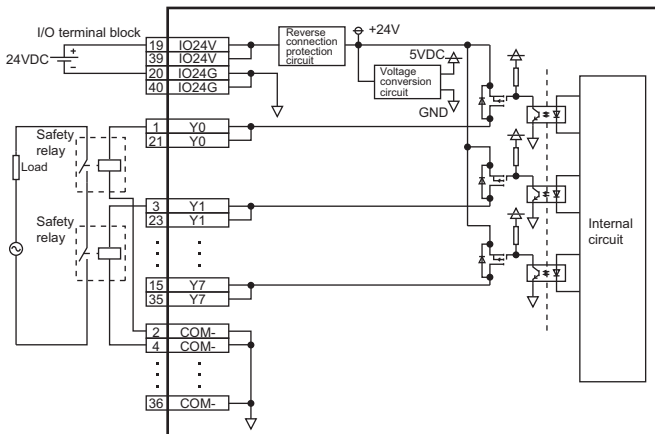 I/O terminal block
24VDC
+
−
19 IO24V
39 IO24V
20 IO24G
40 IO24G
Reverse
connection
protection
circuit
+24V
5VDC
Voltage
conversion
circuit
GND
Safety
relay
Load
1 Y0
21 Y0
Safety
relay
3 Y1
23 Y1
15 Y7
35 Y7
2 COM-
4 COM-
36 COM-
Internal
circuit